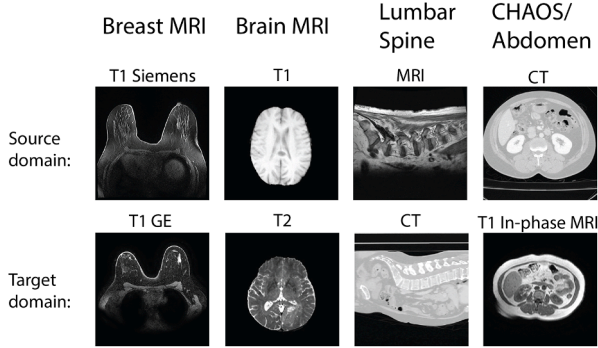 Breast MRI
Brain MRI
Lumbar
Spine
CHAOS/
Abdomen
T1 Siemens
T1
MRI
CT
Source
domain:
T1 GE
T2
CT
T1 In-phase MRI
Target
domain: